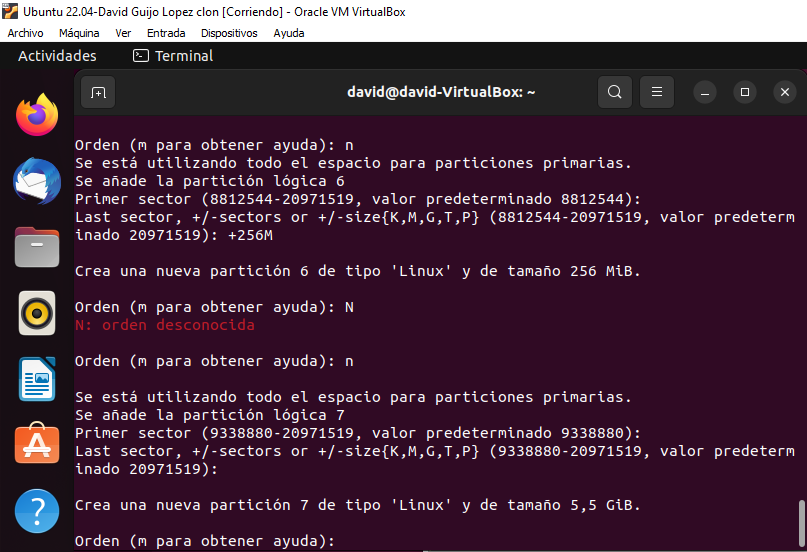 Ubuntu 22.04-David Guijo Lopez clon [Corriendo] - Oracle VM VirtualBox
Archivo Máquina Ver Entrada Dispositivos Ayuda
Actividades Terminal
david@david-VirtualBox: ~
Orden (m para obtener ayuda): n
Se está utilizando todo el espacio para particiones primarias.
Se añade la partición lógica 6
Primer sector (8812544-20971519, valor predeterminado 8812544):
Last sector, +/-sectors or +/-size{K,M,G,T,P} (8812544-20971519, valor predeterm
inado 20971519): +256M
Crea una nueva partición 6 de tipo 'Linux' y de tamaño 256 MiB.
Orden (m para obtener ayuda): N
N: orden desconocida
Orden (m para obtener ayuda): n
Se está utilizando todo el espacio para particiones primarias.
Se añade la partición lógica 7
Primer sector (9338880-20971519, valor predeterminado 9338880):
Last sector, +/-sectors or +/-size{K,M,G,T,P} (9338880-20971519, valor predeterm
inado 20971519):
Crea una nueva partición 7 de tipo 'Linux' y de tamaño 5,5 GiB.
Orden (m para obtener ayuda):